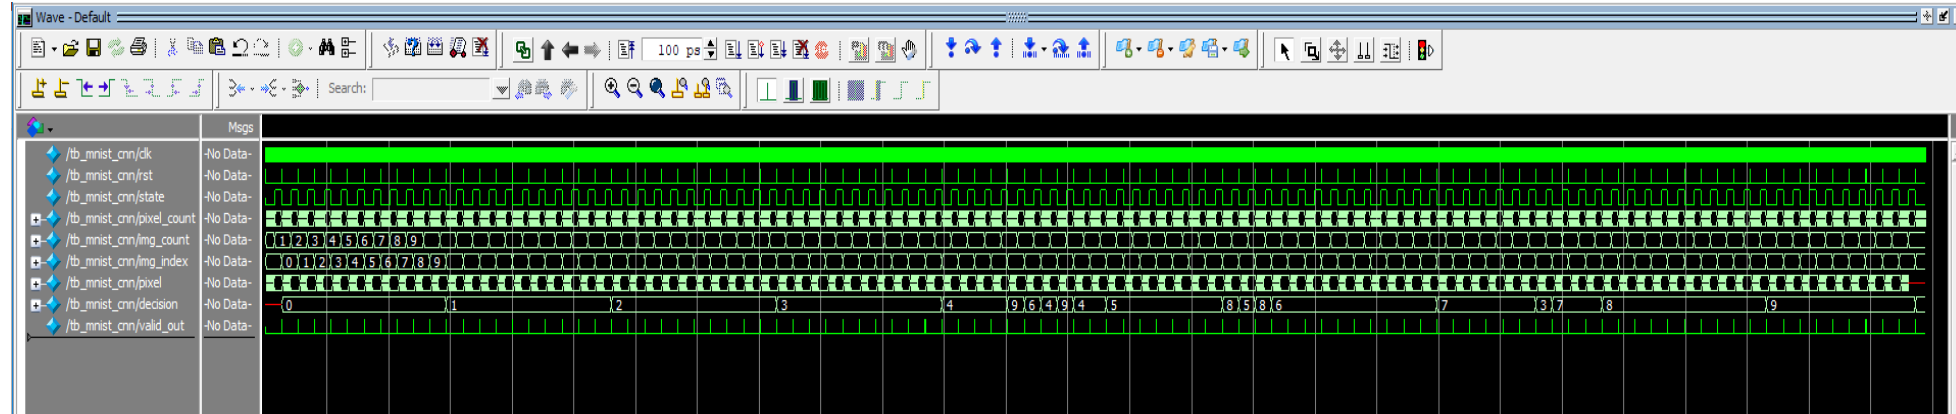 Wave - Default
100 ps
Search:
Msgs
/tb_mnist_cnn/clk -No Data-
/tb_mnist_cnn/rst -No Data-
/tb_mnist_cnn/state -No Data-
/tb_mnist_cnn/pixel_count -No Data-
/tb_mnist_cnn/img_count -No Data- 1 2 3 4 5 6 7 8 9
/tb_mnist_cnn/img_index -No Data- 0 1 2 3 4 5 6 7 8 9
/tb_mnist_cnn/pixel -No Data-
/tb_mnist_cnn/decision -No Data- 0 1 2 3 4 9 6 4 9 4 5 8 5 8 6 7 3 7 8 9
/tb_mnist_cnn/valid_out -No Data-